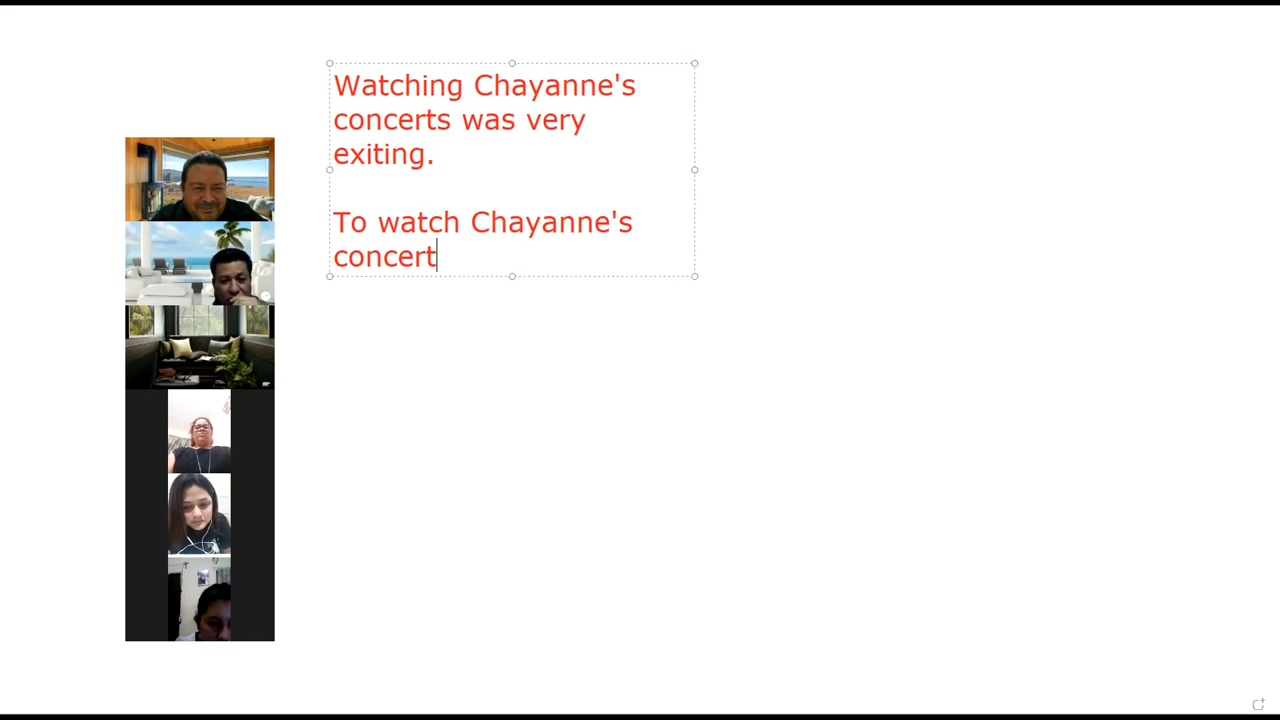 Watching Chayanne's
concerts was very
exiting.
To watch Chayanne's
concert